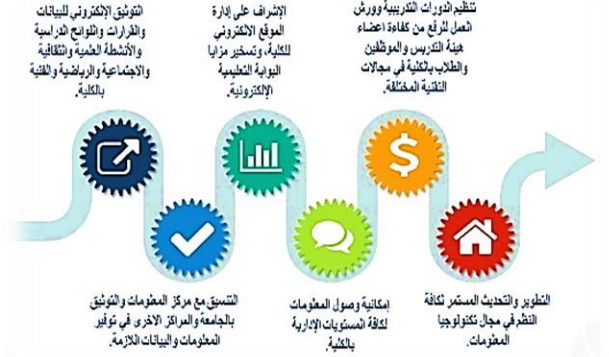 تنظيم الدورات التدريبية وورش
العمل للرفع من كفاءة اعضاء
هيئة التدريس والموظفين
والطلاب بالكلية في مجالات
التقنية المختلفة.
الإشراف على إدارة
الموقع الالكتروني
للكلية، وتسخير مزايا
البوابة التعليمية
الإلكترونية.
التوثيق الإلكتروني للبيانات
والقرارات واللوائح الدراسية
والأنشطة العلمية والثقافية
والاجتماعية والرياضية والفنية
بالكلية.
التطوير والتحديث المستمر لكافة
النظم في مجال تكنولوجيا
المعلومات.
إمكانية وصول المعلومات
لكافة المستويات الإدارية
بالكلية.
التنسيق مع مركز المعلومات والتوثيق
بالجامعة والمراكز الاخرى في توفير
المعلومات والبيانات اللازمة.